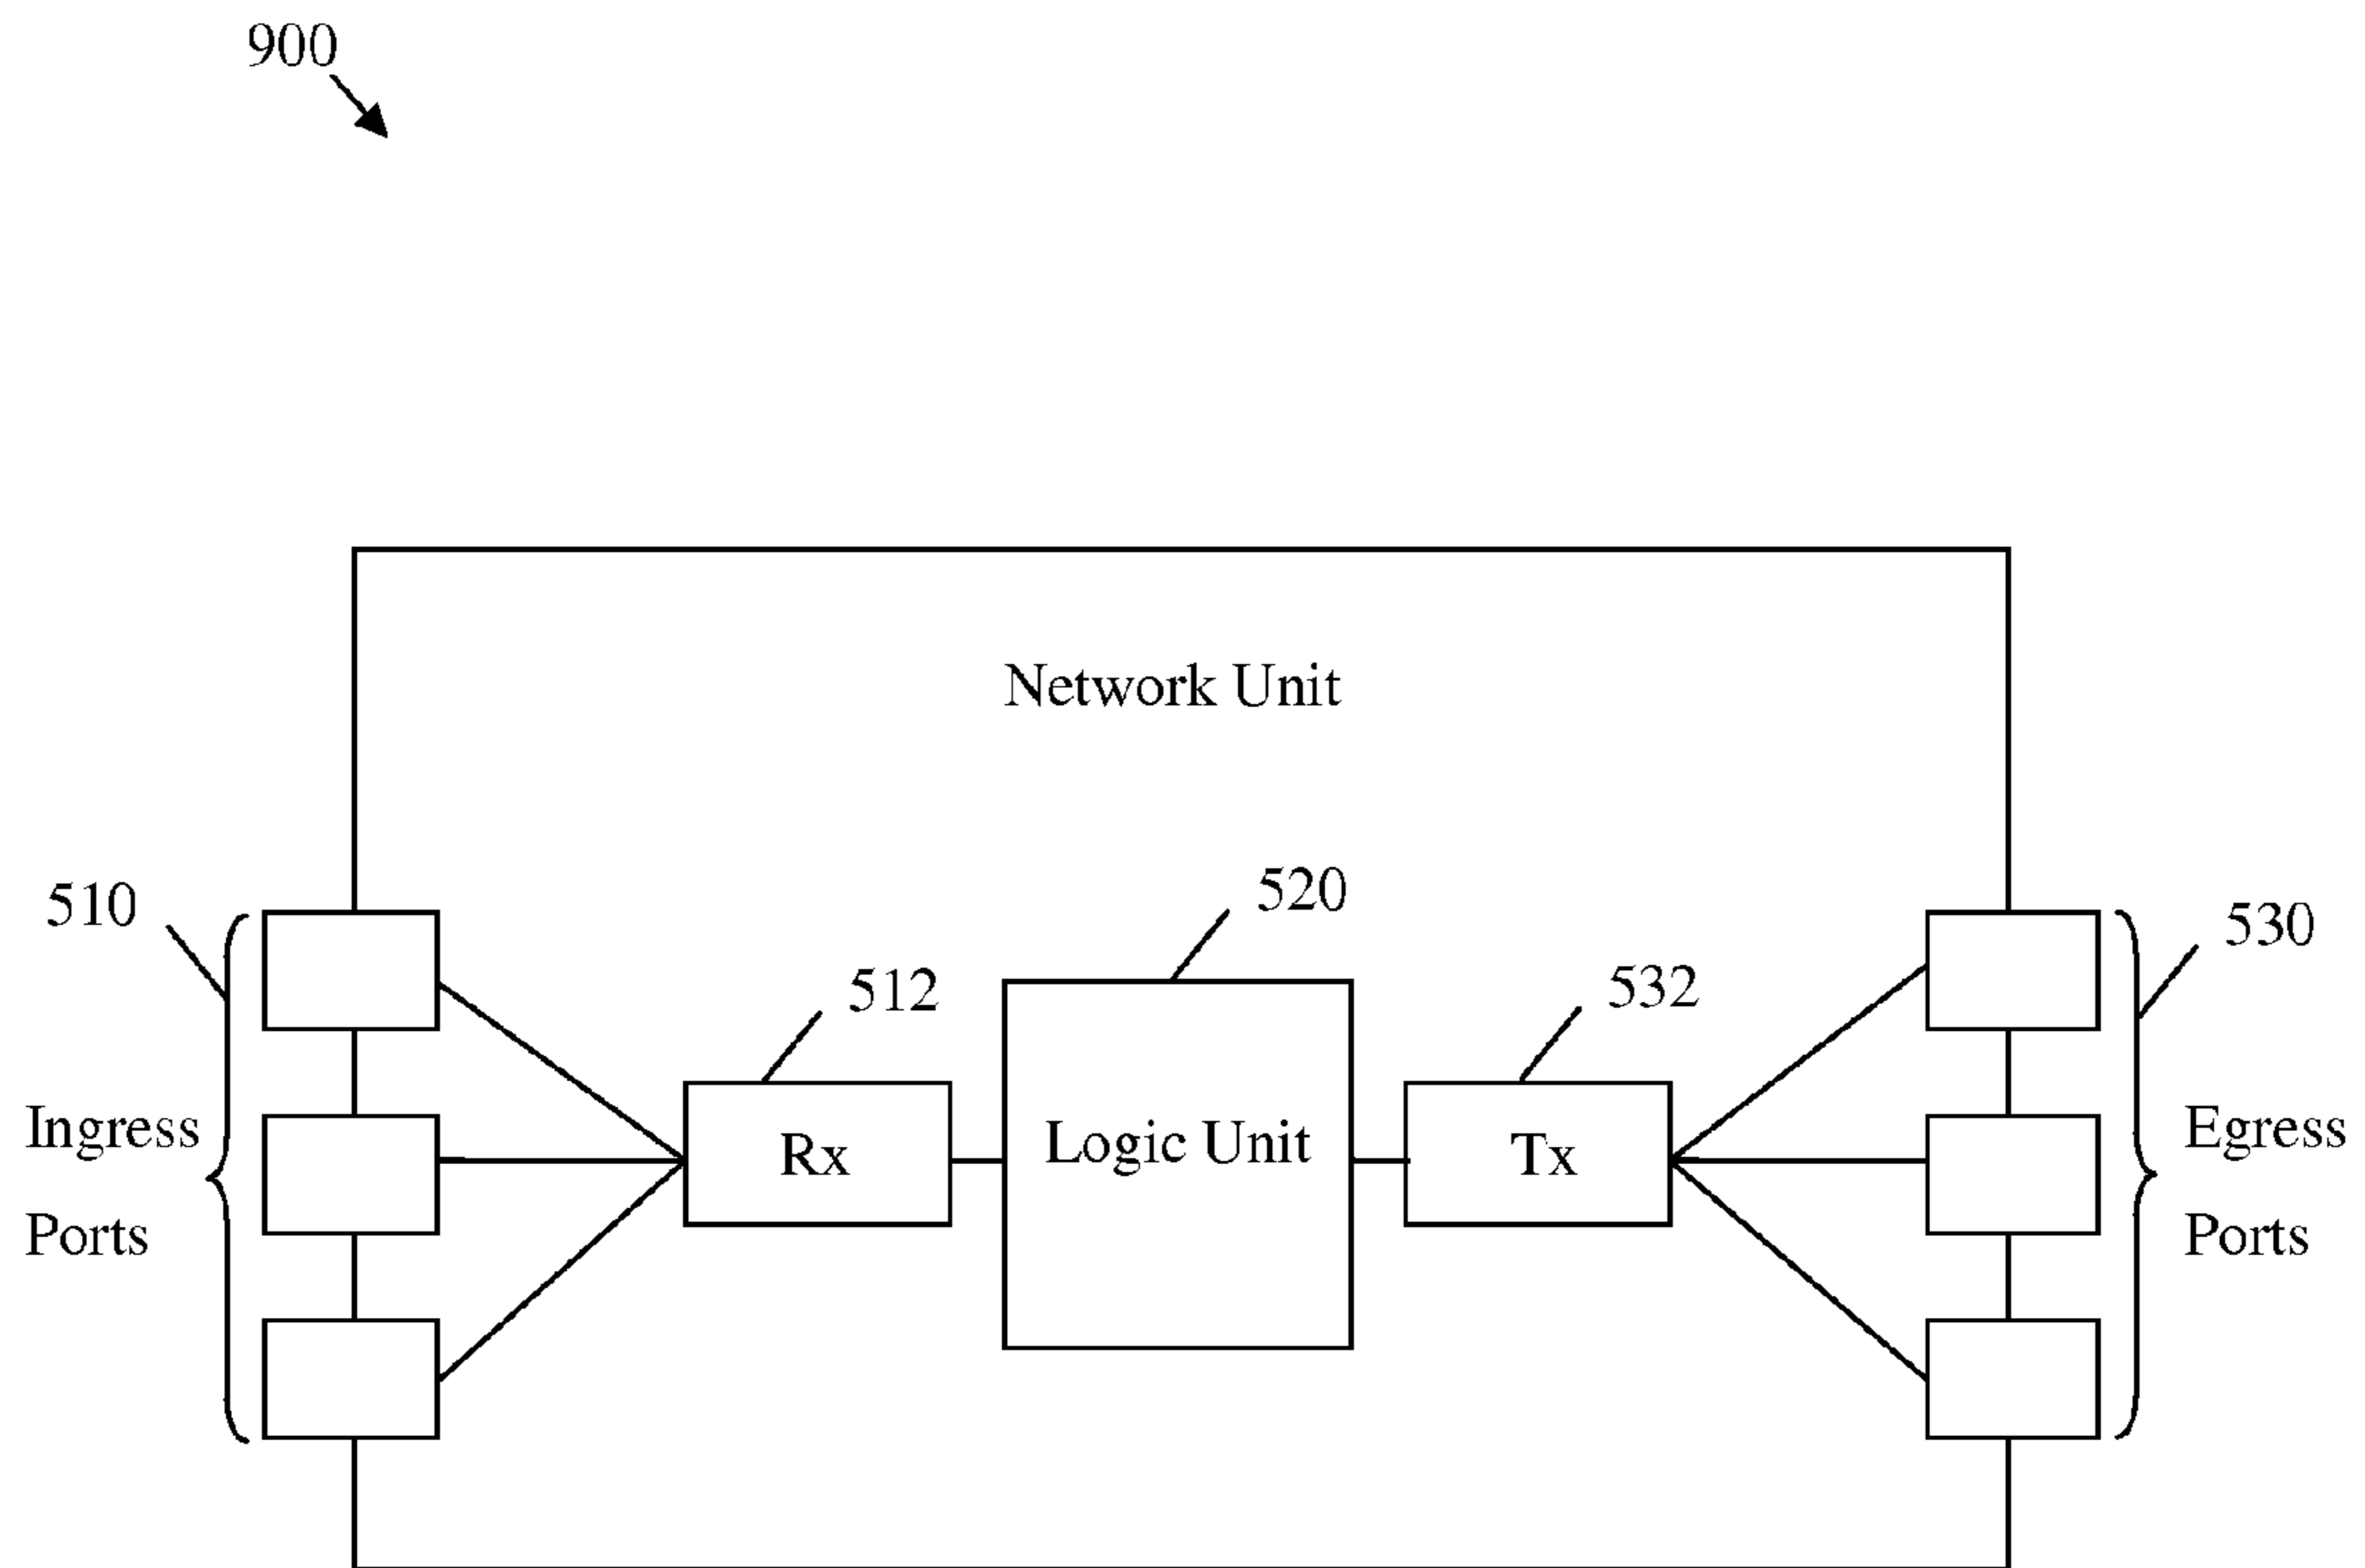 900
Network Unit
510
520
530
512
532
Ingress
Ports
Rx
Logic Unit
Tx
Egress
Ports